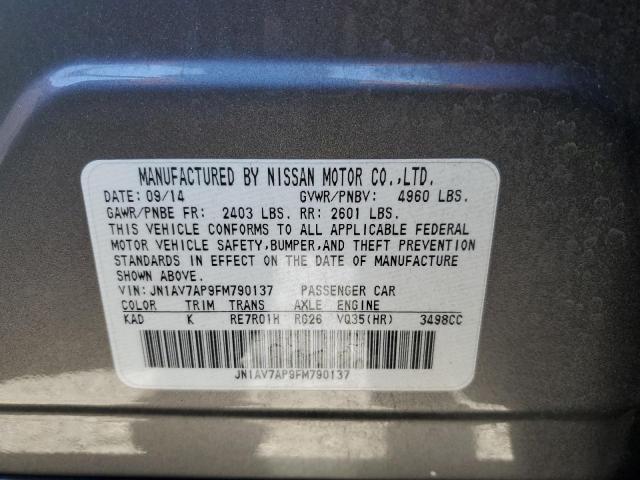 MANUFACTURED BY NISSAN MOTOR CO.,LTD.
DATE: 09/14 GVWR/PNBV: 4960 LBS.
GAWR/PNBE FR: 2403 LBS. RR: 2601 LBS.
THIS VEHICLE CONFORMS TO ALL APPLICABLE FEDERAL
MOTOR VEHICLE SAFETY,BUMPER,AND THEFT PREVENTION
STANDARDS IN EFFECT ON THE DATE OF MANUFACTURE
SHOWN ABOVE.
VIN: JN1AV7AP9FM790137 PASSENGER CAR
COLOR TRIM TRANS AXLE ENGINE
KAD K RE7R01H RG26 VQ35(HR) 3498CC
JN1AV7AP9FM790137